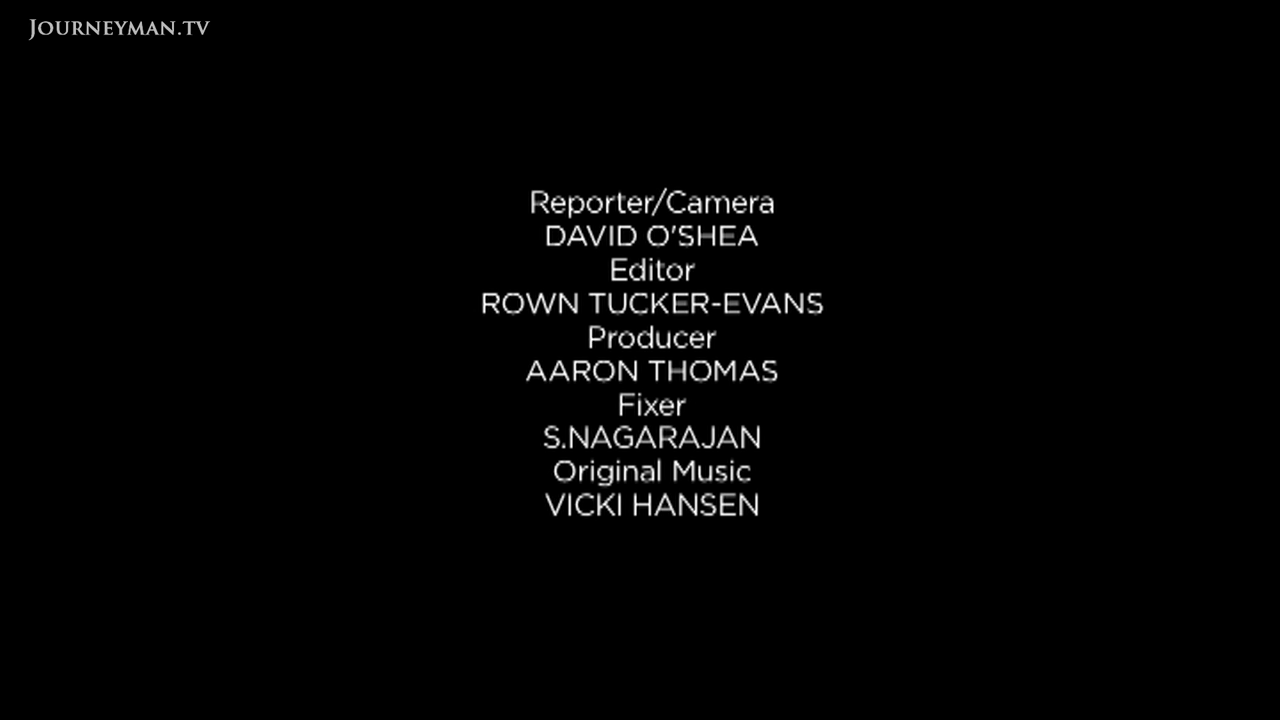 JOURNEYMAN.TV
Reporter/Camera
DAVID O'SHEA
Editor
ROWN TUCKER-EVANS
Producer
AARON THOMAS
Fixer
S.NAGARAJAN
Original Music
VICKI HANSEN